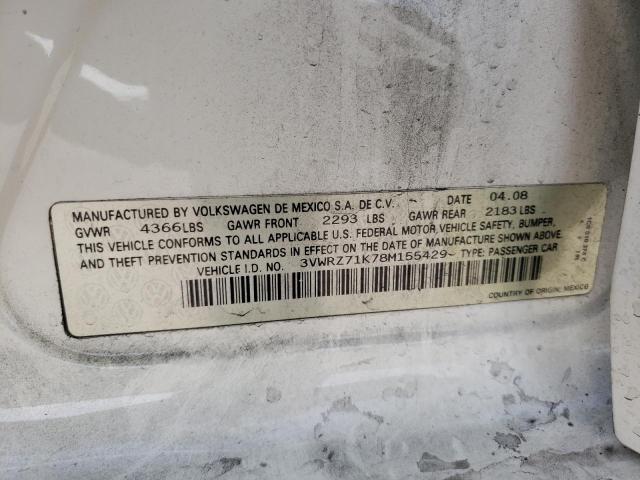 MANUFACTURED BY VOLKSWAGEN DE MEXICO S.A. DE C.V. DATE 04.08
GVWR 4366LBS GAWR FRONT 2293 LBS GAWR REAR 2183LBS
THIS VEHICLE CONFORMS TO ALL APPLICABLE U.S. FEDERAL MOTOR VEHICLE SAFETY, BUMPER,
AND THEFT PREVENTION STANDARDS IN EFFECT ON THE DATE OF MANUFACTURE SHOWN ABOVE.
VEHICLE I.D. NO. 3VWRZ71K78M155429 TYPE: PASSENGER CAR
COUNTRY OF ORIGIN: MEXICO